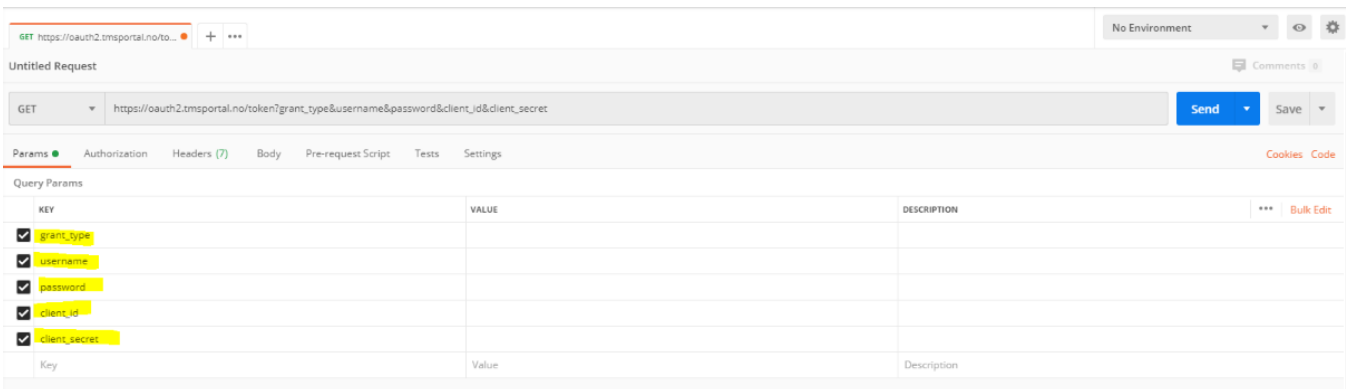 GET https://oauth2.tmsportal.no/to... + ••• No Environment
Untitled Request Comments 0
GET https://oauth2.tmsportal.no/token?grant_type&username&password&client_id&client_secret Send Save
Params Authorization Headers (7) Body Pre-request Script Tests Settings Cookies Code
Query Params
KEY VALUE DESCRIPTION ••• Bulk Edit
grant_type
username
password
client_id
client_secret
Key Value Description